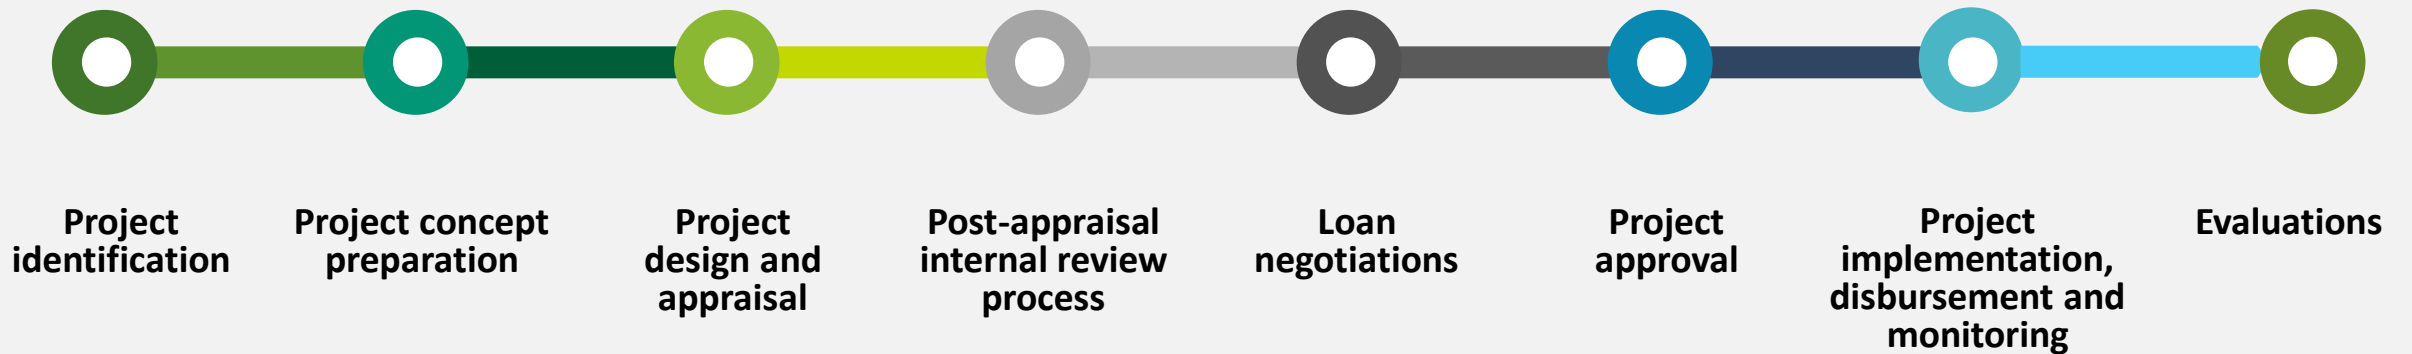 Project
identification
Project concept
preparation
Project
design and
appraisal
Post-appraisal
internal review
process
Loan
negotiations
Project
approval
Project
implementation,
disbursement and
monitoring
Evaluations